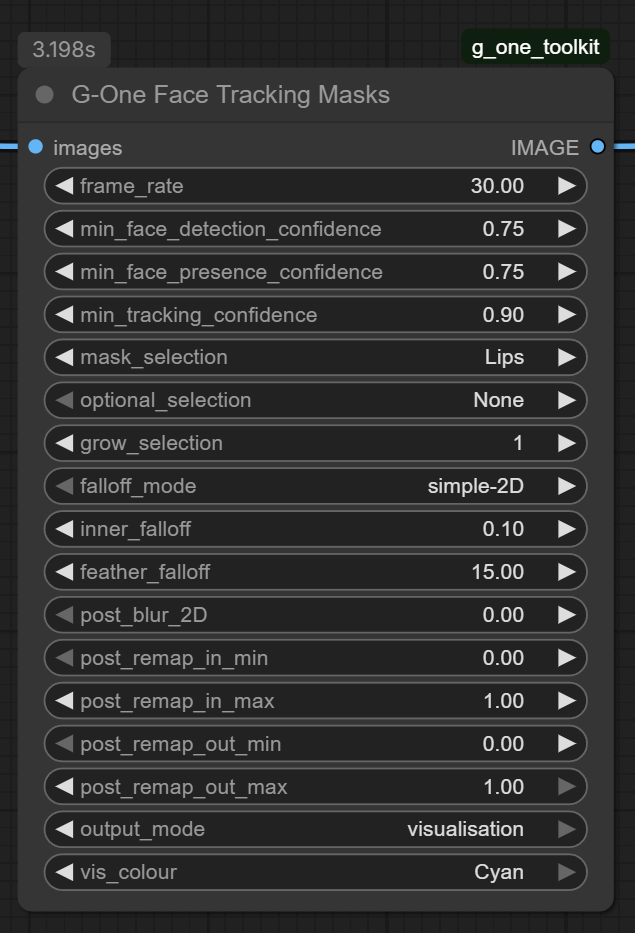 3.198s
g_one_toolkit
G-One Face Tracking Masks
images IMAGE
frame_rate 30.00
min_face_detection_confidence 0.75
min_face_presence_confidence 0.75
min_tracking_confidence 0.90
mask_selection Lips
optional_selection None
grow_selection 1
falloff_mode simple-2D
inner_falloff 0.10
feather_falloff 15.00
post_blur_2D 0.00
post_remap_in_min 0.00
post_remap_in_max 1.00
post_remap_out_min 0.00
post_remap_out_max 1.00
output_mode visualisation
vis_colour Cyan